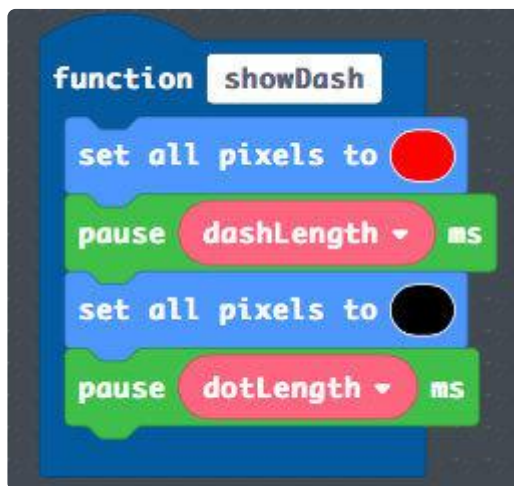 function showDash
set all pixels to
pause dashLength ms
set all pixels to
pause dotLength ms